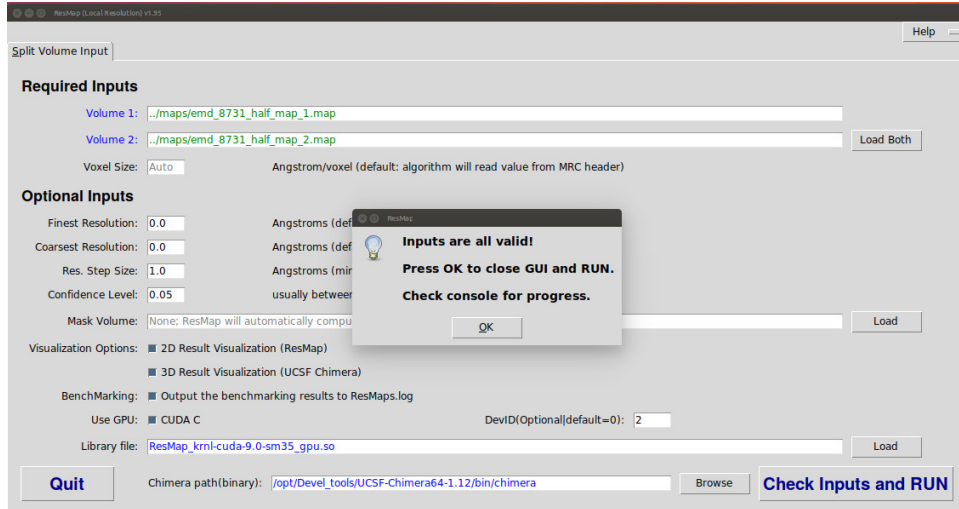 ResMap (Local Resolution) v1.95
Help
Split Volume Input
Required Inputs
Volume 1: ../maps/emd_8731_half_map_1.map
Volume 2: ../maps/emd_8731_half_map_2.map Load Both
Voxel Size: Auto Angstrom/voxel (default: algorithm will read value from MRC header)
Optional Inputs
Finest Resolution: 0.0 Angstroms (def
Coarsest Resolution: 0.0 Angstroms (def
Res. Step Size: 1.0 Angstroms (min
Confidence Level: 0.05 usually between
Mask Volume: None; ResMap will automatically compu Load
ResMap
Inputs are all valid!
Press OK to close GUI and RUN.
Check console for progress.
OK
Visualization Options: 2D Result Visualization (ResMap)
3D Result Visualization (UCSF Chimera)
BenchMarking: Output the benchmarking results to ResMaps.log
Use GPU: CUDA C DevID(Optional|default=0): 2
Library file: ResMap_krnl-cuda-9.0-sm35_gpu.so Load
Quit Chimera path(binary): /opt/Devel_tools/UCSF-Chimera64-1.12/bin/chimera Browse Check Inputs and RUN